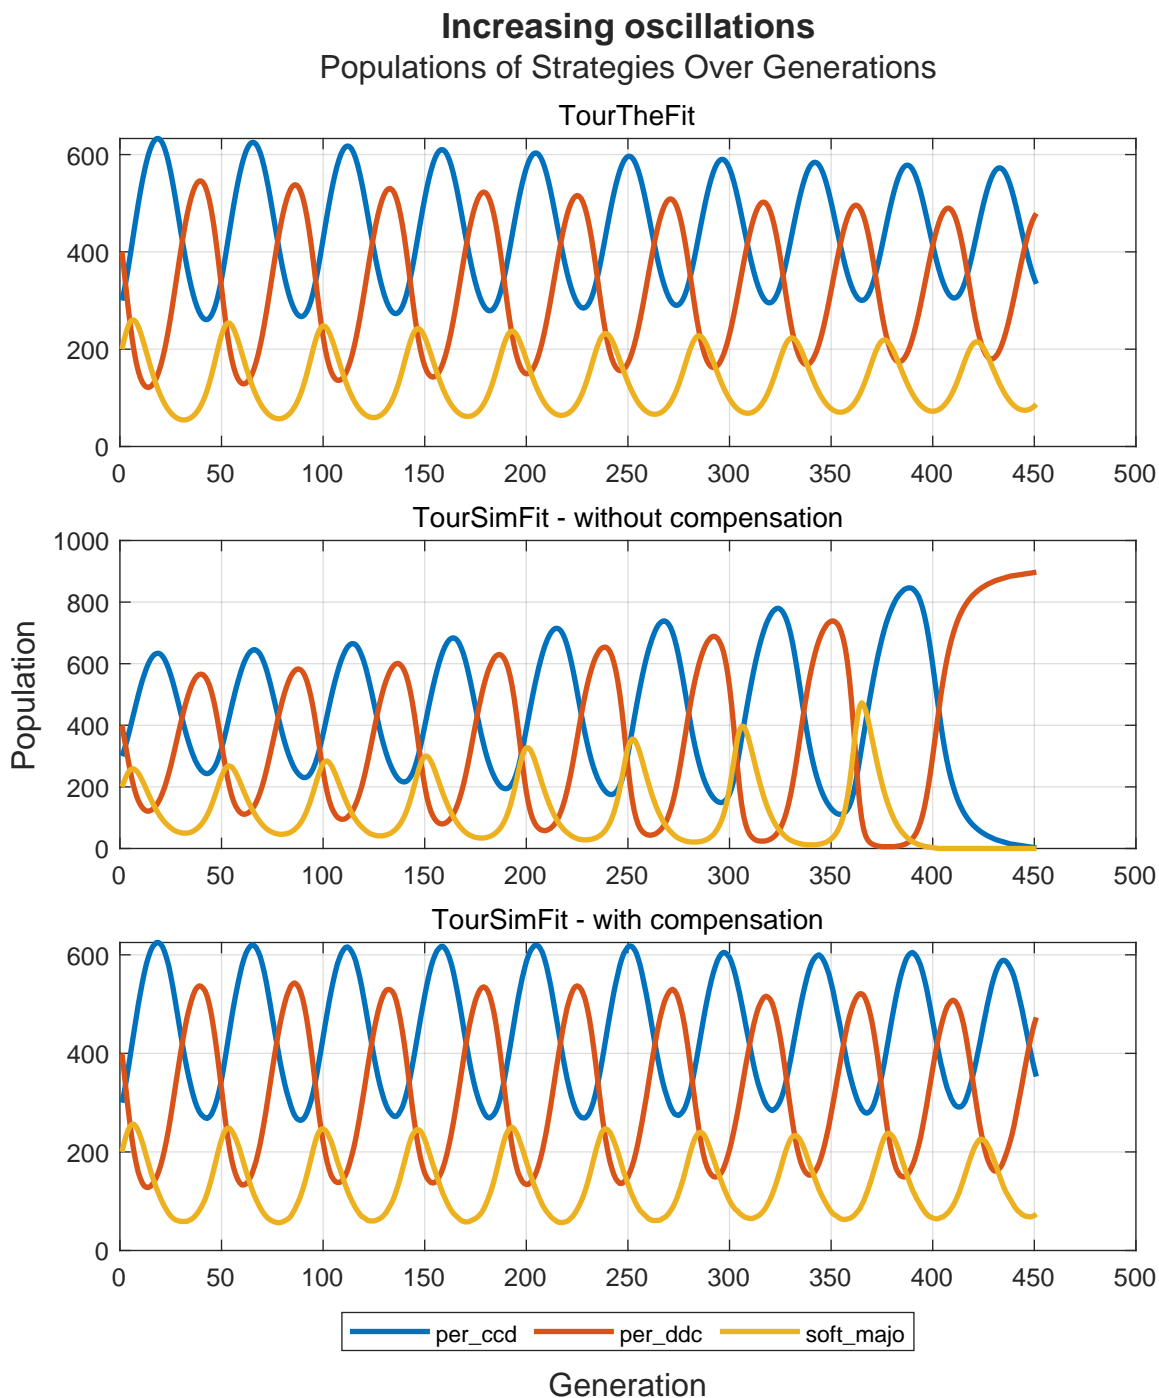 Increasing oscillations
Populations of Strategies Over Generations
TourTheFit
600
400
200
0
0 50 100 150 200 250 300 350 400 450 500
TourSimFit - without compensation
1000
800
600
400
200
0
0 50 100 150 200 250 300 350 400 450 500
Population
TourSimFit - with compensation
600
400
200
0
0 50 100 150 200 250 300 350 400 450 500
per_ccd per_ddc soft_majo
Generation